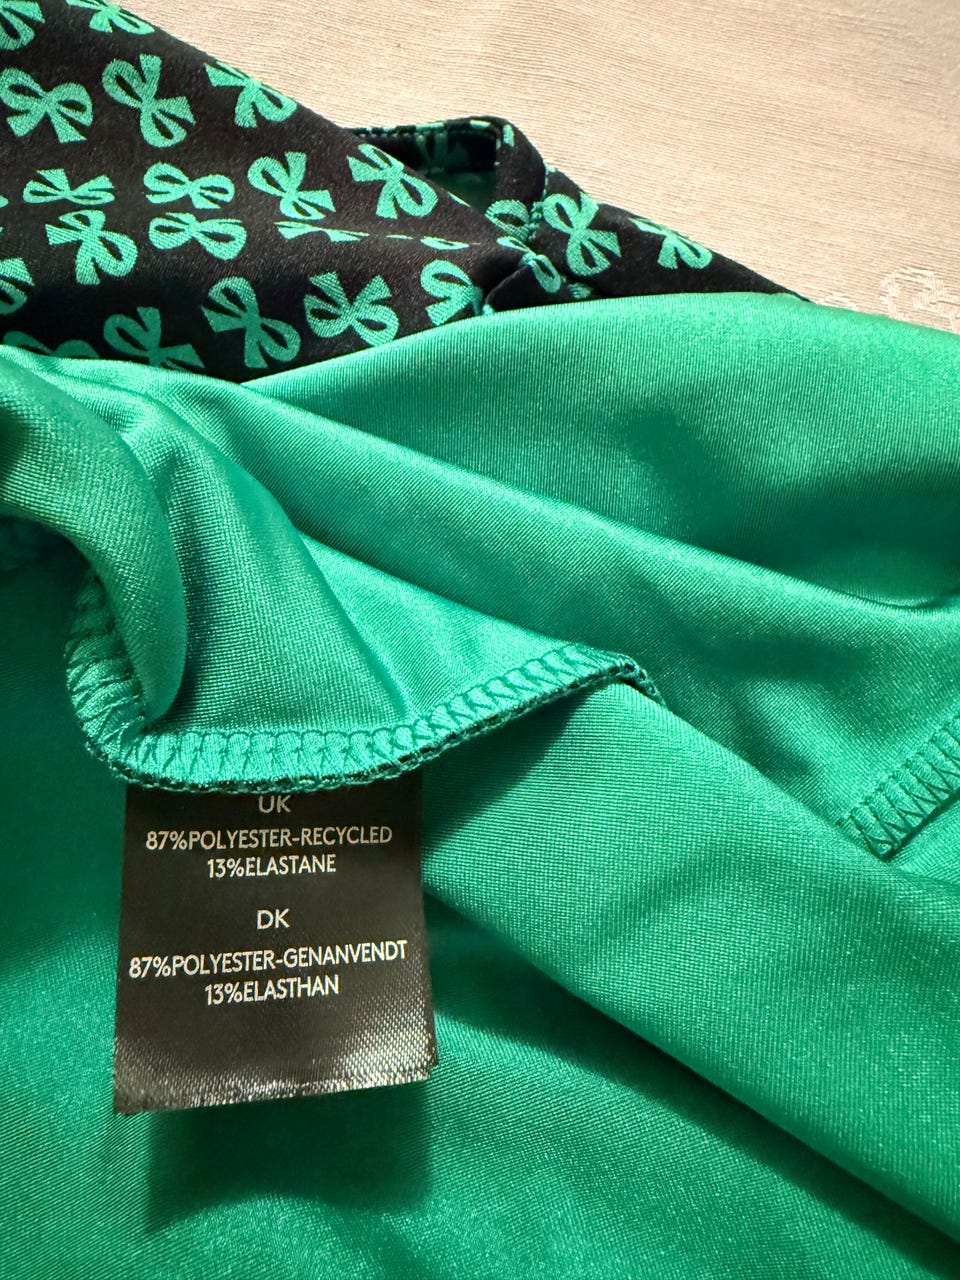 UK
87%POLYESTER-RECYCLED
13%ELASTANE
DK
87%POLYESTER-GENANVENDT
13%ELASTHAN